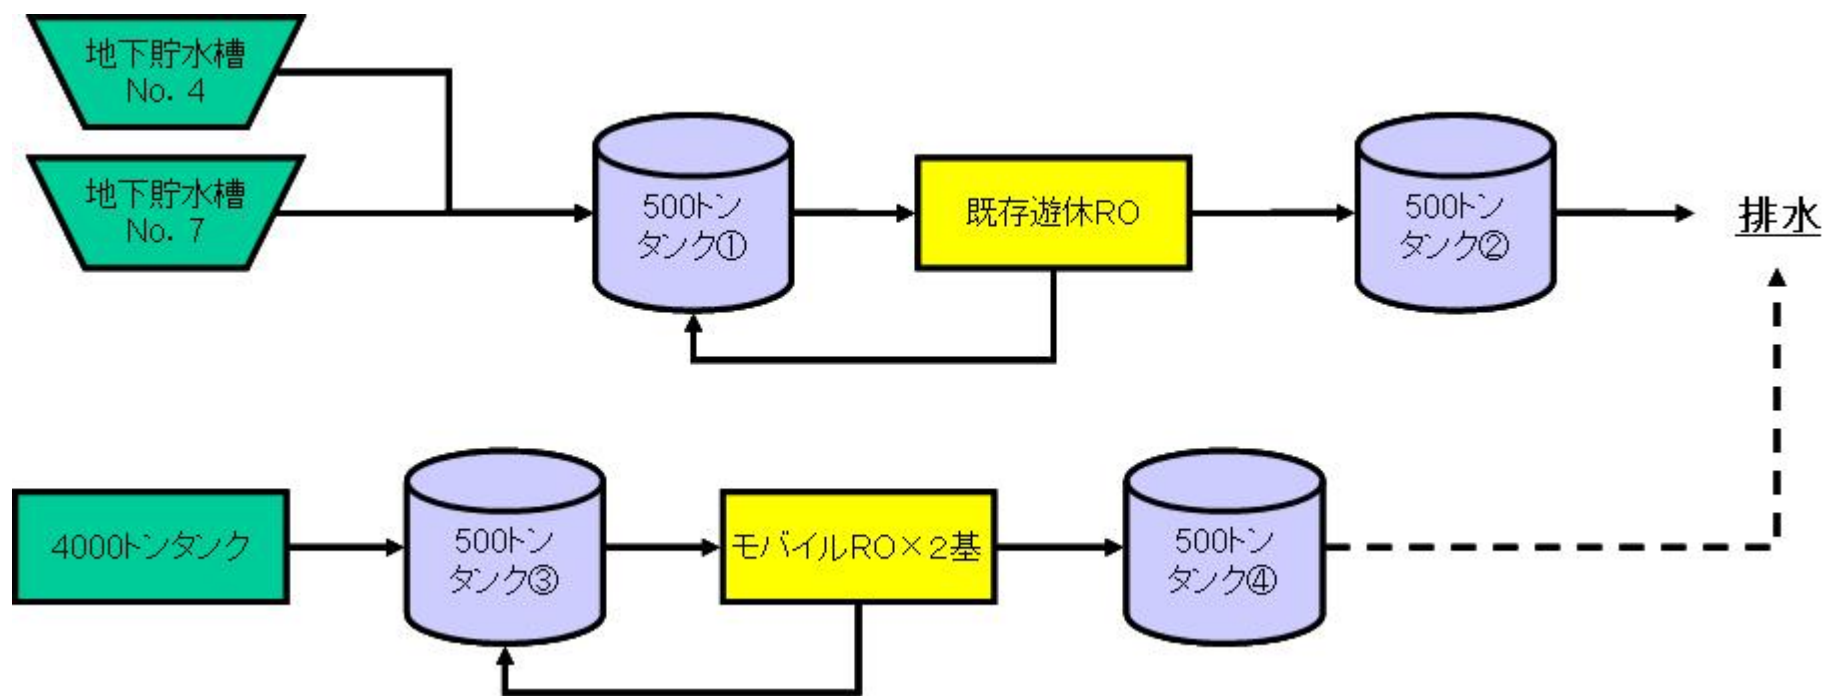 地下貯水槽
No. 4
地下貯水槽
No. 7
500トン
タンク①
既存遊休RO
500トン
タンク②
排水
4000トンタンク
500トン
タンク③
モバイルRO×2基
500トン
タンク④